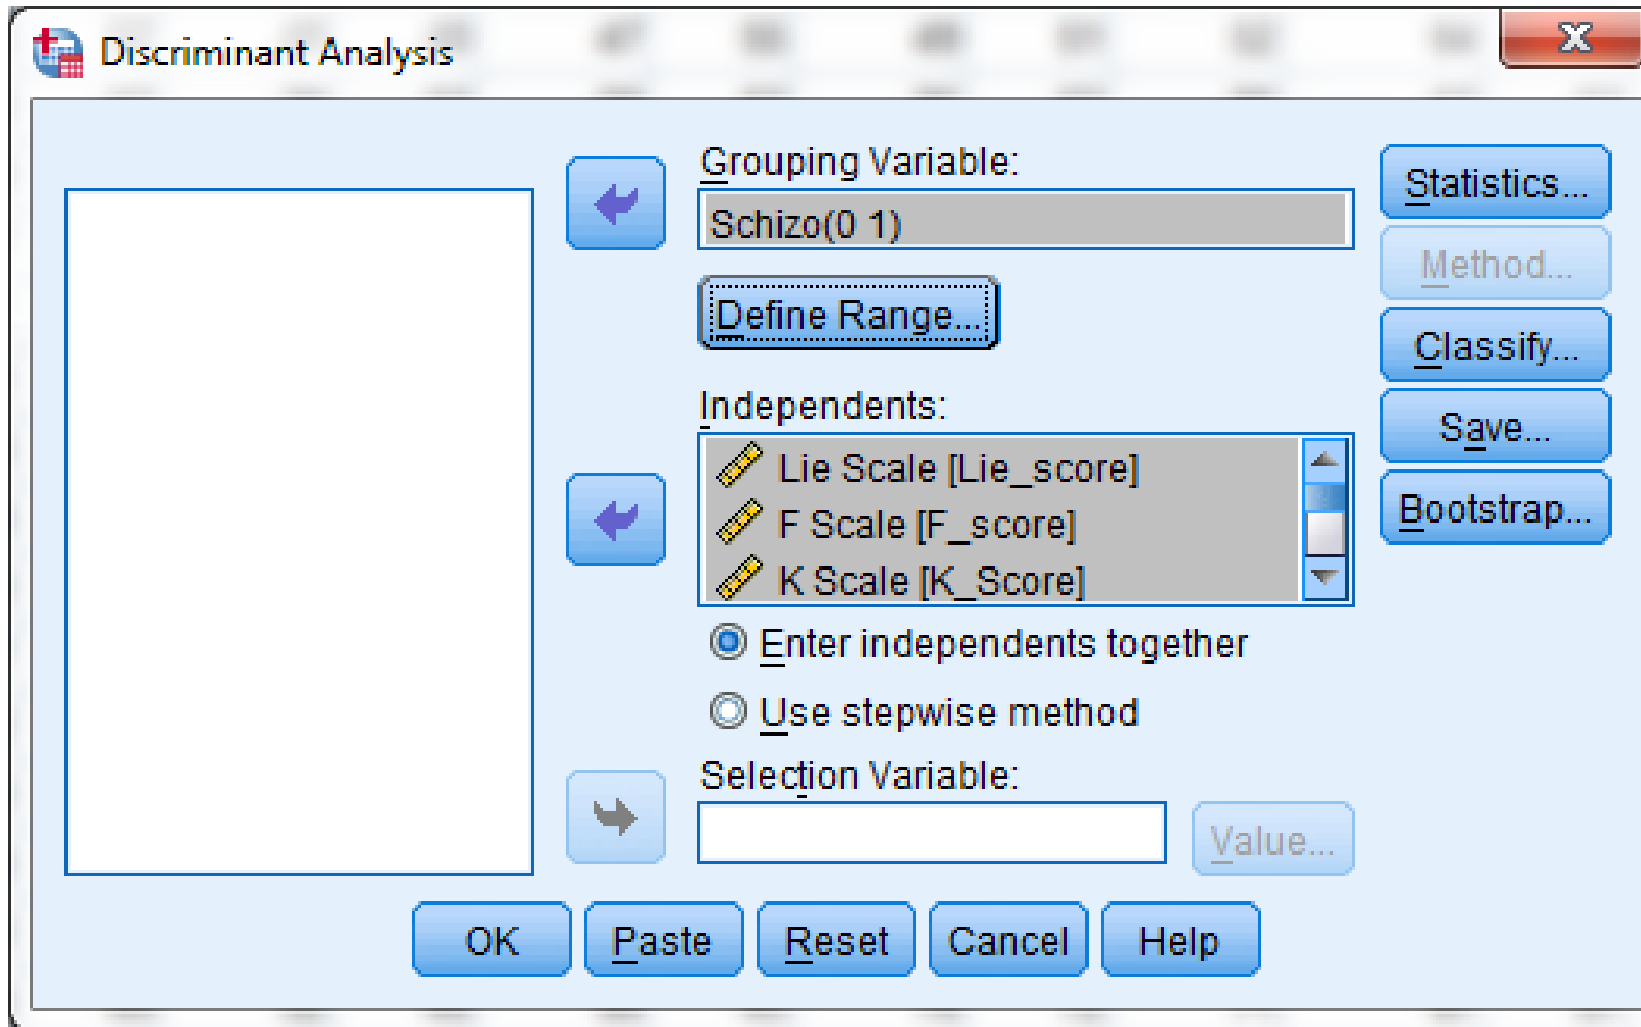 Discriminant Analysis
Grouping Variable:
Schizo(0 1)
Define Range...
Independents:
Lie Scale [Lie_score]
F Scale [F_score]
K Scale [K_Score]
Enter independents together
Use stepwise method
Selection Variable:
Value...
Statistics...
Method...
Classify...
Save...
Bootstrap...
OK Paste Reset Cancel Help